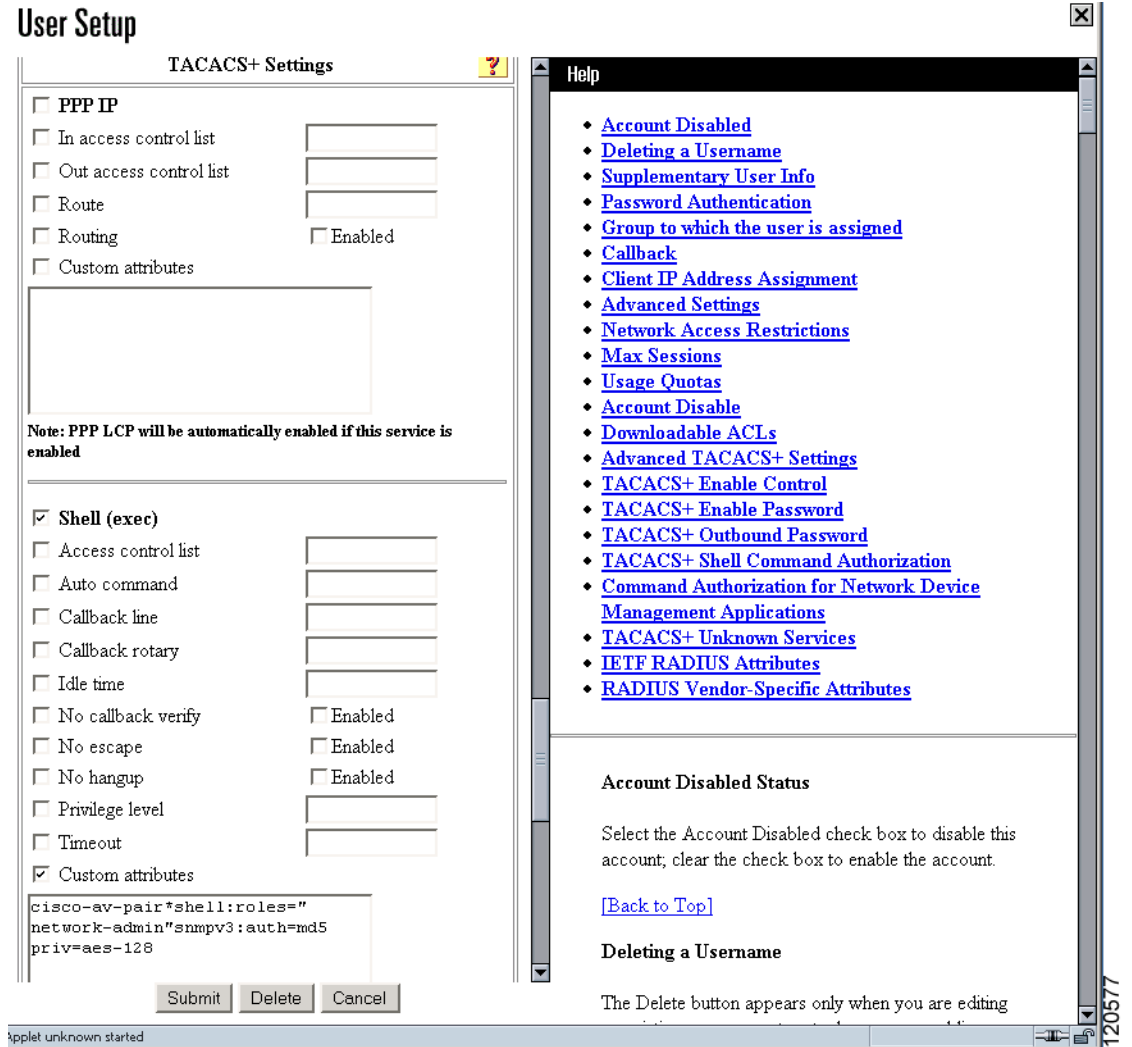 User Setup
TACACS+ Settings
?
PPP IP
In access control list
Out access control list
Route
Routing
Enabled
Custom attributes
Note: PPP LCP will be automatically enabled if this service is
enabled
Shell (exec)
Access control list
Auto command
Callback line
Callback rotary
Idle time
No callback verify
Enabled
No escape
Enabled
No hangup
Enabled
Privilege level
Timeout
Custom attributes
cisco-av-pair*shell:roles="
network-admin"snmpv3:auth=md5
priv=aes-128
Submit
Delete
Cancel
Help
Account Disabled
Deleting a Username
Supplementary User Info
Password Authentication
Group to which the user is assigned
Callback
Client IP Address Assignment
Advanced Settings
Network Access Restrictions
Max Sessions
Usage Quotas
Account Disable
Downloadable ACLs
Advanced TACACS+ Settings
TACACS+ Enable Control
TACACS+ Enable Password
TACACS+ Outbound Password
TACACS+ Shell Command Authorization
Command Authorization for Network Device
Management Applications
TACACS+ Unknown Services
IETF RADIUS Attributes
RADIUS Vendor-Specific Attributes
Account Disabled Status
Select the Account Disabled check box to disable this
account; clear the check box to enable the account.
[Back to Top]
Deleting a Username
The Delete button appears only when you are editing
Applet unknown started
120577